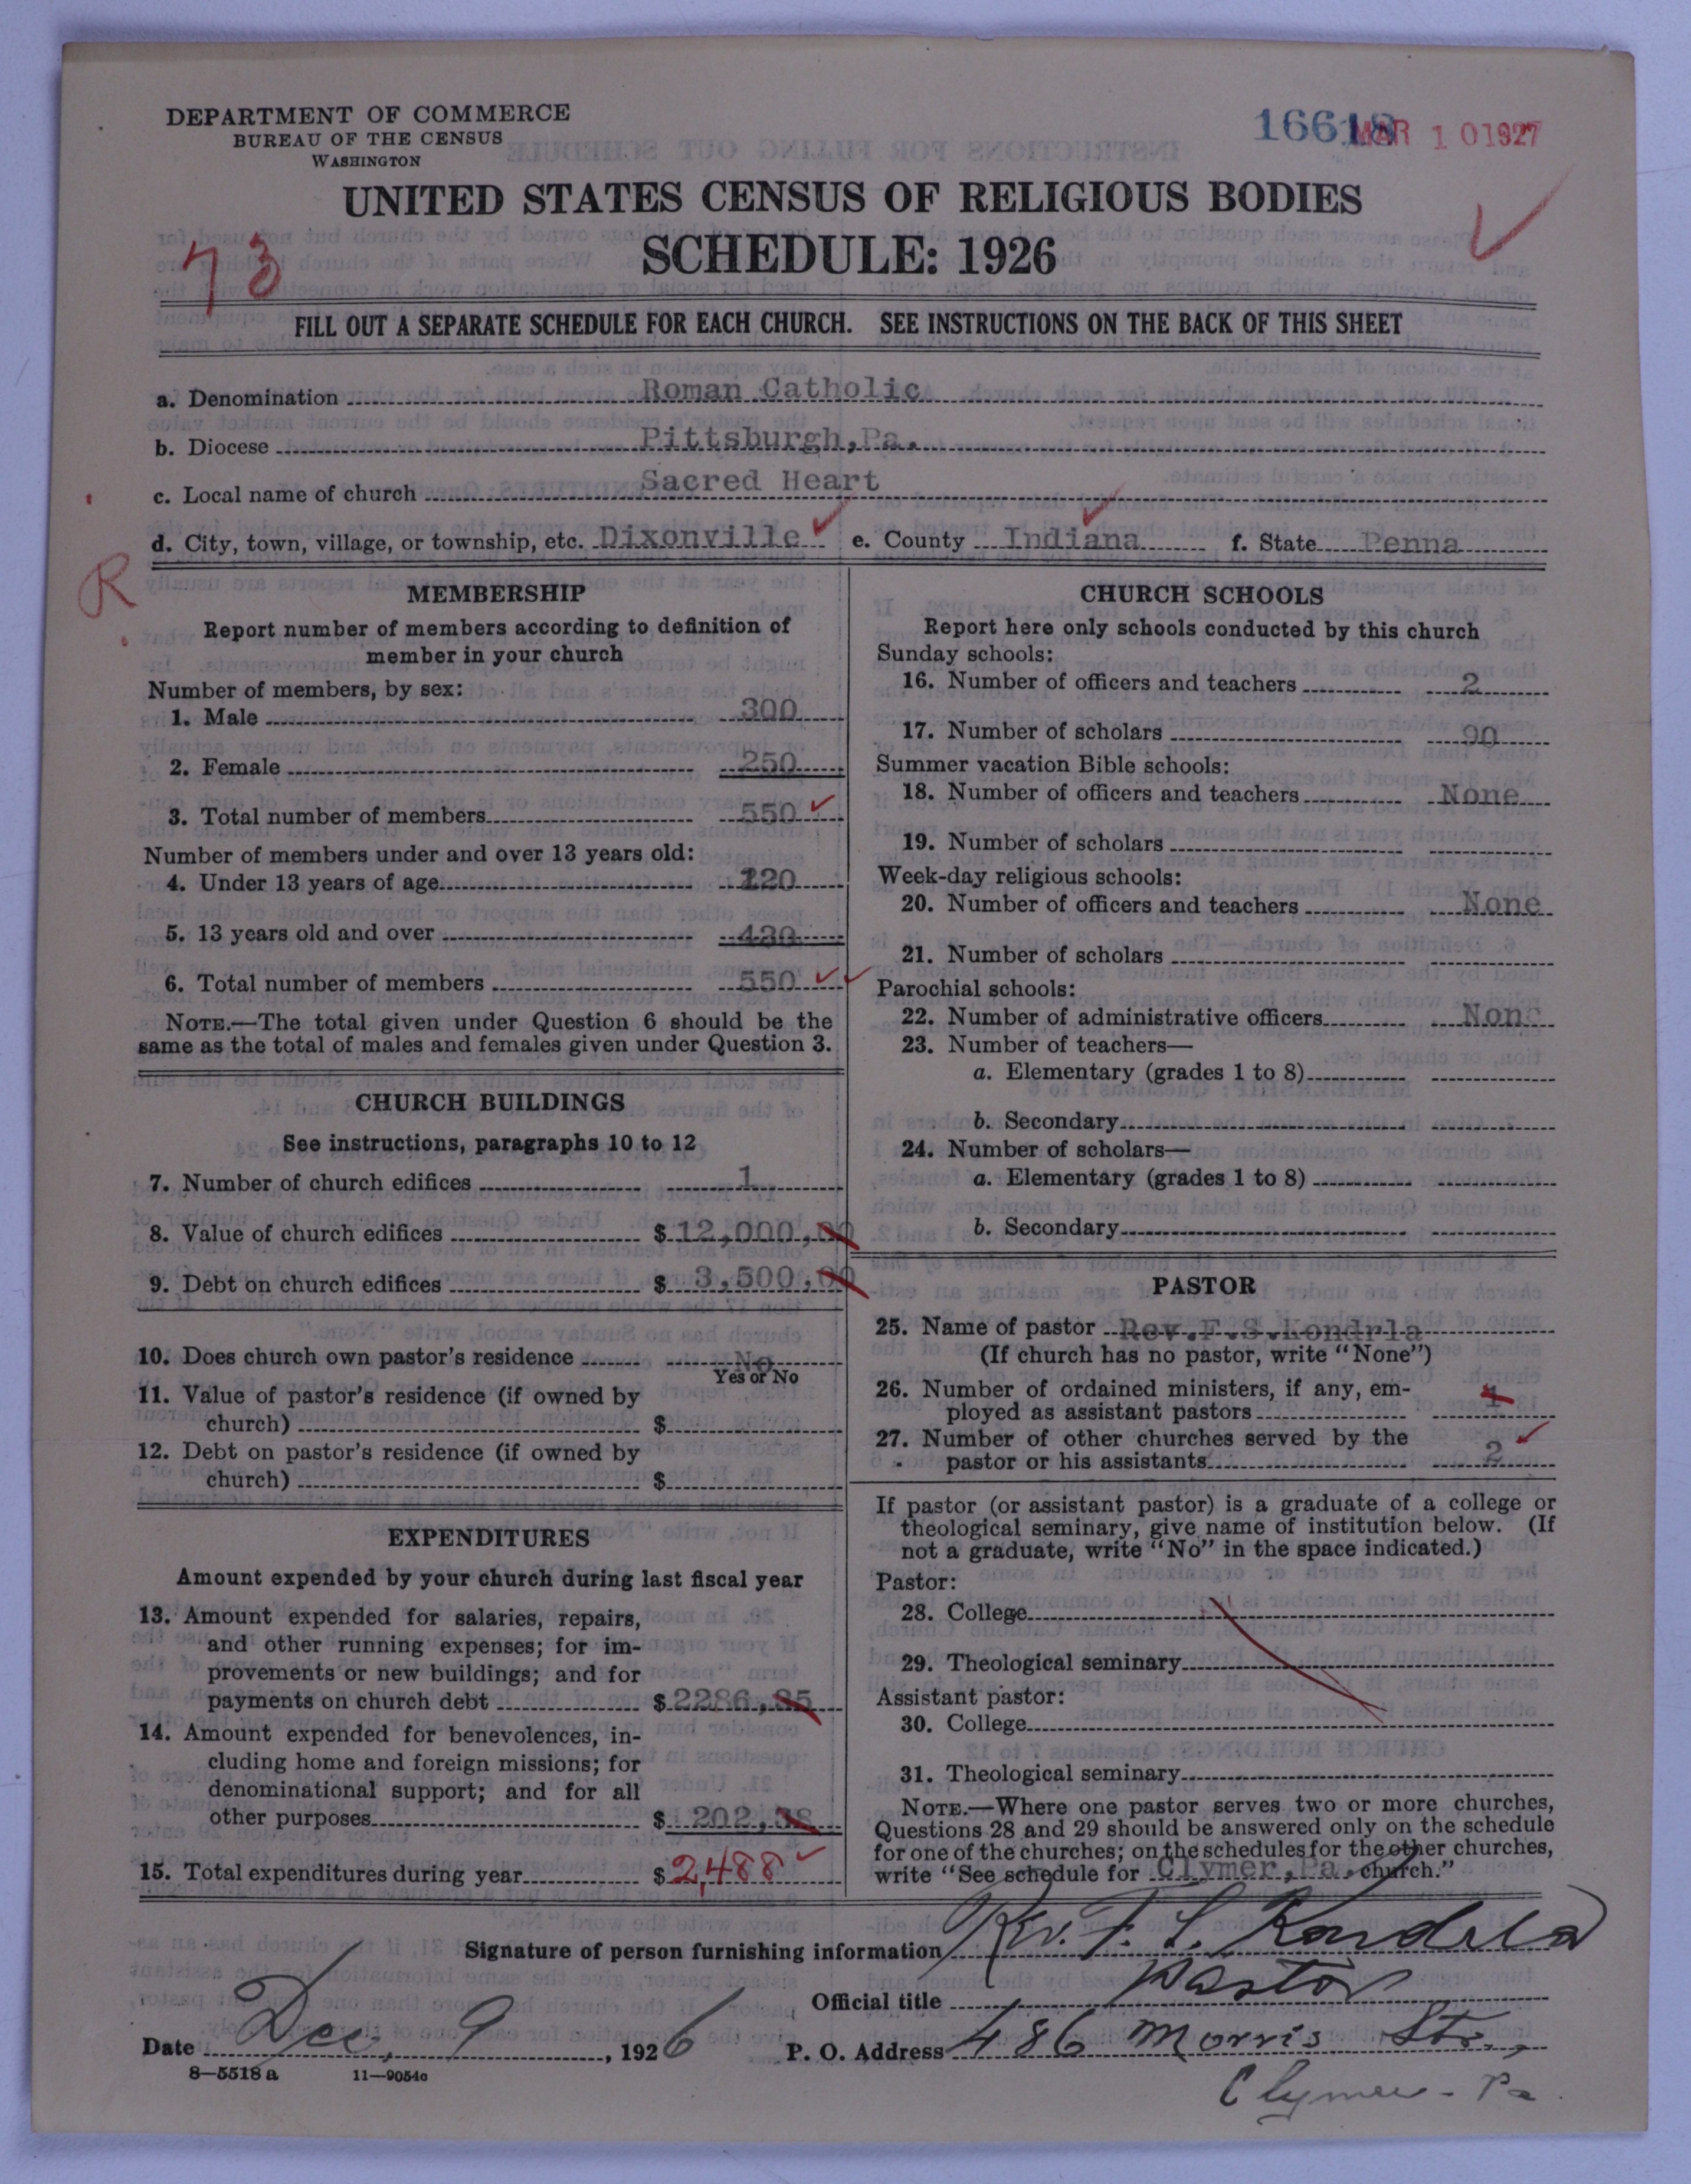 DEPARTMENT OF COMMERCE
BUREAU OF THE CENSUS
WASHINGTON
16618
MAR 10 1927
UNITED STATES CENSUS OF RELIGIOUS BODIES
SCHEDULE: 1926
73
FILL OUT A SEPARATE SCHEDULE FOR EACH CHURCH. SEE INSTRUCTIONS ON THE BACK OF THIS SHEET
a. Denomination Roman Catholic
b. Diocese Pittsburgh, Pa.
c. Local name of church Sacred Heart
d. City, town, village, or township, etc. Dixonville e. County Indiana f. State Penna
R
MEMBERSHIP
Report number of members according to definition of
member in your church
Number of members, by sex:
1. Male 300
2. Female 250
3. Total number of members 550
Number of members under and over 13 years old:
4. Under 13 years of age 120
5. 13 years old and over 430
6. Total number of members 550
NOTE.—The total given under Question 6 should be the
same as the total of males and females given under Question 3.
CHURCH BUILDINGS
See instructions, paragraphs 10 to 12
7. Number of church edifices 1
8. Value of church edifices $ 12,000,00
9. Debt on church edifices $ 3,500,00
10. Does church own pastor's residence No
Yes or No
11. Value of pastor's residence (if owned by
church) $
12. Debt on pastor's residence (if owned by
church) $
EXPENDITURES
Amount expended by your church during last fiscal year
13. Amount expended for salaries, repairs,
and other running expenses; for im-
provements or new buildings; and for
payments on church debt $ 2286,35
14. Amount expended for benevolences, in-
cluding home and foreign missions; for
denominational support; and for all
other purposes $ 202,38
15. Total expenditures during year $ 2,488
CHURCH SCHOOLS
Report here only schools conducted by this church
Sunday schools:
16. Number of officers and teachers 2
17. Number of scholars 90
Summer vacation Bible schools:
18. Number of officers and teachers None
19. Number of scholars
Week-day religious schools:
20. Number of officers and teachers None
21. Number of scholars
Parochial schools:
22. Number of administrative officers None
23. Number of teachers—
a. Elementary (grades 1 to 8)
b. Secondary
24. Number of scholars—
a. Elementary (grades 1 to 8)
b. Secondary
PASTOR
25. Name of pastor Rev.F.S.Kondrla
(If church has no pastor, write "None")
26. Number of ordained ministers, if any, em-
ployed as assistant pastors 1
27. Number of other churches served by the
pastor or his assistants 2
If pastor (or assistant pastor) is a graduate of a college or
theological seminary, give name of institution below. (If
not a graduate, write "No" in the space indicated.)
Pastor:
28. College
29. Theological seminary
Assistant pastor:
30. College
31. Theological seminary
NOTE.—Where one pastor serves two or more churches,
Questions 28 and 29 should be answered only on the schedule
for one of the churches; on the schedules for the other churches,
write "See schedule for Clymer, Pa. church."
Signature of person furnishing information Rev. F. S. Kondrla
Official title Pastor
Date Dec. 9, 1926 P. O. Address 486 Morris Str.,
Clymer - Pa
8—5518 a 11—9054c